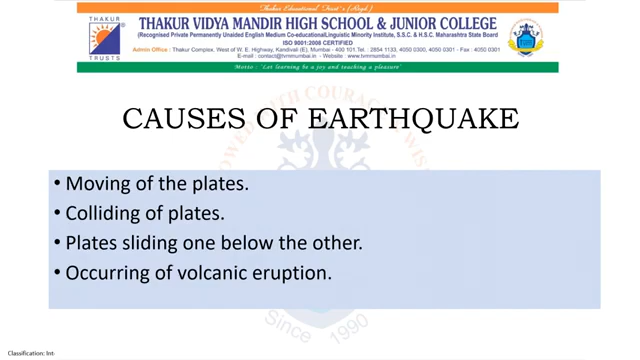 Thakur Educational Trust's (Regd.)
THAKUR VIDYA MANDIR HIGH SCHOOL & JUNIOR COLLEGE
(Recognised Private Permanently Unaided English Medium Co-educational,Linguistic Minority Institute, S.S.C. & H.S.C. Maharashtra State Board
ISO 9001:2008 CERTIFIED
Admin Office : Thakur Complex, West of W. E. Highway, Kandivali (E), Mumbai - 400 101.Tel. : 2854 1133, 4050 0300, 4050 0301 - Fax : 4050 0301
E-mail : contact@tvmmumbai.in - Website : www.tvmmumbai.in
Motto : "Let learning be a joy and teaching a pleasure"
THAKUR
TRUSTS
CAUSES OF EARTHQUAKE
• Moving of the plates.
• Colliding of plates.
• Plates sliding one below the other.
• Occurring of volcanic eruption.
Since 1990
Classification: Int